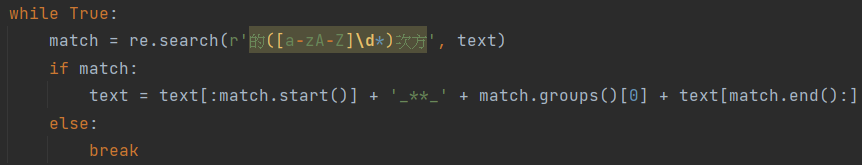 while True:
    match = re.search(r'的([a-zA-Z]\d*)次方', text)
    if match:
        text = text[:match.start()] + '_**_' + match.groups()[0] + text[match.end():]
    else:
        break